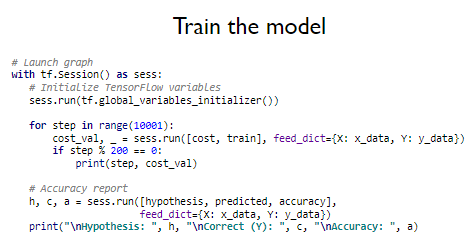 Train the model
# Launch graph
with tf.Session() as sess:
    # Initialize TensorFlow variables
    sess.run(tf.global_variables_initializer())
    for step in range(10001):
        cost_val, _ = sess.run([cost, train], feed_dict={X: x_data, Y: y_data})
        if step % 200 == 0:
            print(step, cost_val)
    # Accuracy report
    h, c, a = sess.run([hypothesis, predicted, accuracy],
                       feed_dict={X: x_data, Y: y_data})
    print("\nHypothesis: ", h, "\nCorrect (Y): ", c, "\nAccuracy: ", a)